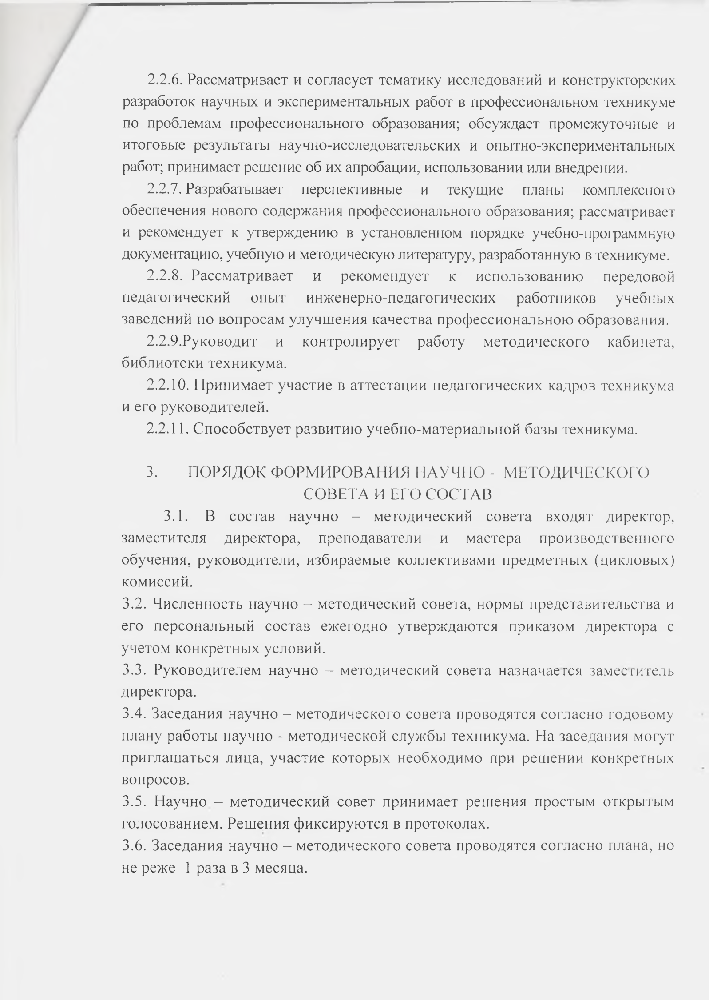 2.2.6. Рассматривает и согласует тематику исследований и конструкторских
разработок научных и экспериментальных работ в профессиональном техникуме
по проблемам профессионального образования; обсуждает промежуточные и
итоговые результаты научно-исследовательских и опытно-экспериментальных
работ; принимает решение об их апробации, использовании или внедрении.
2.2.7. Разрабатывает перспективные и текущие планы комплексного
обеспечения нового содержания профессионального образования; рассматривает
и рекомендует к утверждению в установленном порядке учебно-программную
документацию, учебную и методическую литературу, разработанную в техникуме.
2.2.8. Рассматривает и рекомендует к использованию передовой
педагогический опыт инженерно-педагогических работников учебных
заведений по вопросам улучшения качества профессиональною образования.
2.2.9.Руководит и контролирует работу методического кабинета,
библиотеки техникума.
2.2.10. Принимает участие в аттестации педагогических кадров техникума
и его руководителей.
2.2.11. Способствует развитию учебно-материальной базы техникума.
3. ПОРЯДОК ФОРМИРОВАНИЯ НАУЧНО - МЕТОДИЧЕСКОГО
СОВЕТА И ЕГО СОСТАВ
3.1. В состав научно – методический совета входят директор,
заместителя директора, преподаватели и мастера производственного
обучения, руководители, избираемые коллективами предметных (цикловых)
комиссий.
3.2. Численность научно – методический совета, нормы представительства и
его персональный состав ежегодно утверждаются приказом директора с
учетом конкретных условий.
3.3. Руководителем научно – методический совета назначается заместитель
директора.
3.4. Заседания научно – методического совета проводятся согласно годовому
плану работы научно - методической службы техникума. На заседания могут
приглашаться лица, участие которых необходимо при решении конкретных
вопросов.
3.5. Научно – методический совет принимает решения простым открытым
голосованием. Решения фиксируются в протоколах.
3.6. Заседания научно – методического совета проводятся согласно плана, но
не реже 1 раза в 3 месяца.